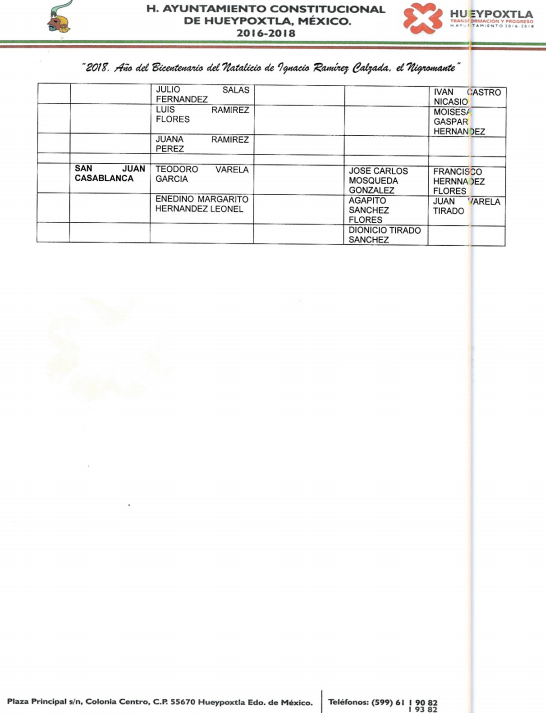 H. AYUNTAMIENTO CONSTITUCIONAL
DE HUEYPOXTLA, MÉXICO.
2016-2018
HUEYPOXTLA
TRANSFORMACIÓN Y PROGRESO
H. AYUNTAMIENTO 2016-2018
"2018. Año del Bicentenario del Natalicio de Ignacio Ramírez Calzada, el Nigromante"
JULIO SALAS
FERNANDEZ
IVAN CASTRO
NICASIO
LUIS RAMIREZ
FLORES
MOISESA
GASPAR
HERNANDEZ
JUANA RAMIREZ
PEREZ
SAN JUAN
CASABLANCA
TEODORO VARELA
GARCIA
JOSE CARLOS
MOSQUEDA
GONZALEZ
FRANCISCO
HERNNADEZ
FLORES
ENEDINO MARGARITO
HERNANDEZ LEONEL
AGAPITO
SANCHEZ
FLORES
JUAN VARELA
TIRADO
DIONICIO TIRADO
SANCHEZ
Plaza Principal s/n, Colonia Centro, C.P. 55670 Hueypoxtla Edo. de México.
Teléfonos: (599) 61 1 90 82
1 93 82